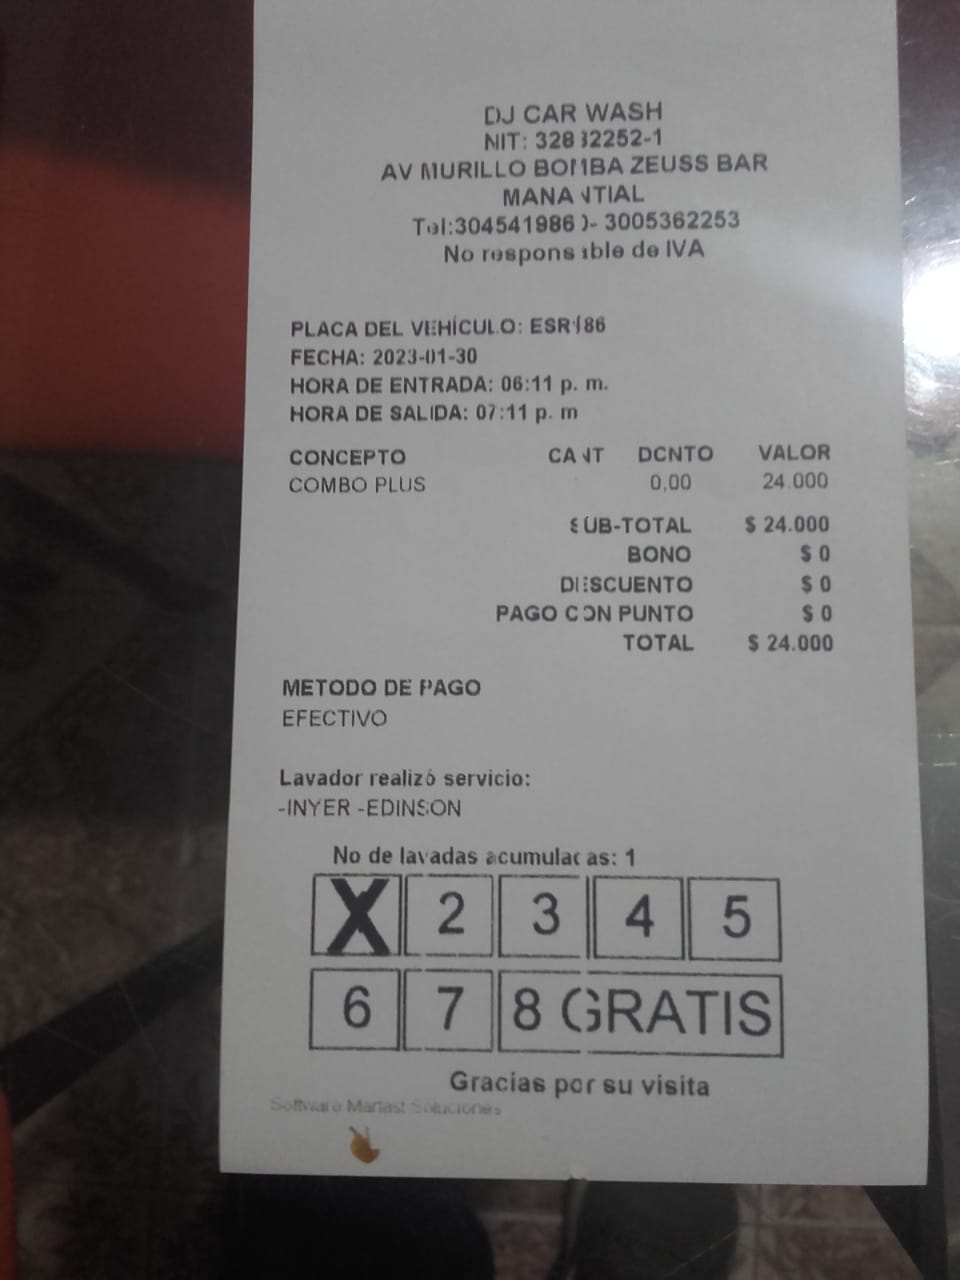 DJ CAR WASH
NIT: 32882252-1
AV MURILLO BOMBA ZEUSS BAR
MANANTIAL
Tel:3045419860- 3005362253
No responsable de IVA
PLACA DEL VEHÍCULO: ESR186
FECHA: 2023-01-30
HORA DE ENTRADA: 06:11 p. m.
HORA DE SALIDA: 07:11 p. m
CONCEPTO CANT DCNTO VALOR
COMBO PLUS 0,00 24.000
SUB-TOTAL $ 24.000
BONO $ 0
DESCUENTO $ 0
PAGO CON PUNTO $ 0
TOTAL $ 24.000
METODO DE PAGO
EFECTIVO
Lavador realizó servicio:
-INYER -EDINSON
No de lavadas acumuladas: 1
X 2 3 4 5
6 7 8 GRATIS
Gracias por su visita
Software Soluciones